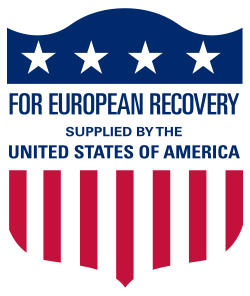 FOR EUROPEAN RECOVERY
SUPPLIED BY THE
UNITED STATES OF AMERICA